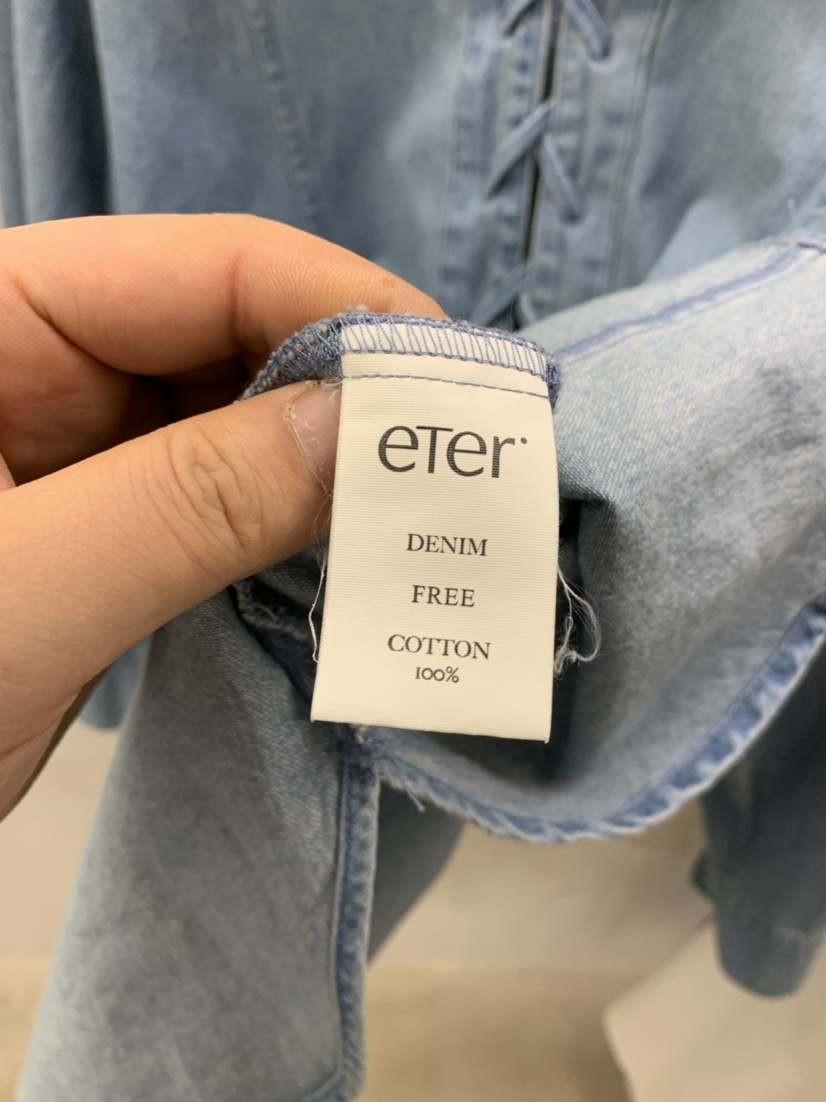 eTer
DENIM
FREE
COTTON
100%